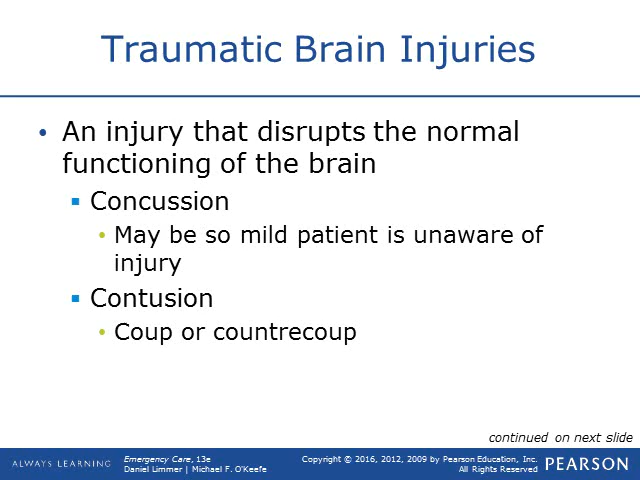 Traumatic Brain Injuries
• An injury that disrupts the normal
functioning of the brain
▪ Concussion
• May be so mild patient is unaware of
injury
▪ Contusion
• Coup or countrecoup
continued on next slide
ALWAYS LEARNING
Emergency Care, 13e
Daniel Limmer | Michael F. O'Keefe
Copyright © 2016, 2012, 2009 by Pearson Education, Inc.
All Rights Reserved
PEARSON